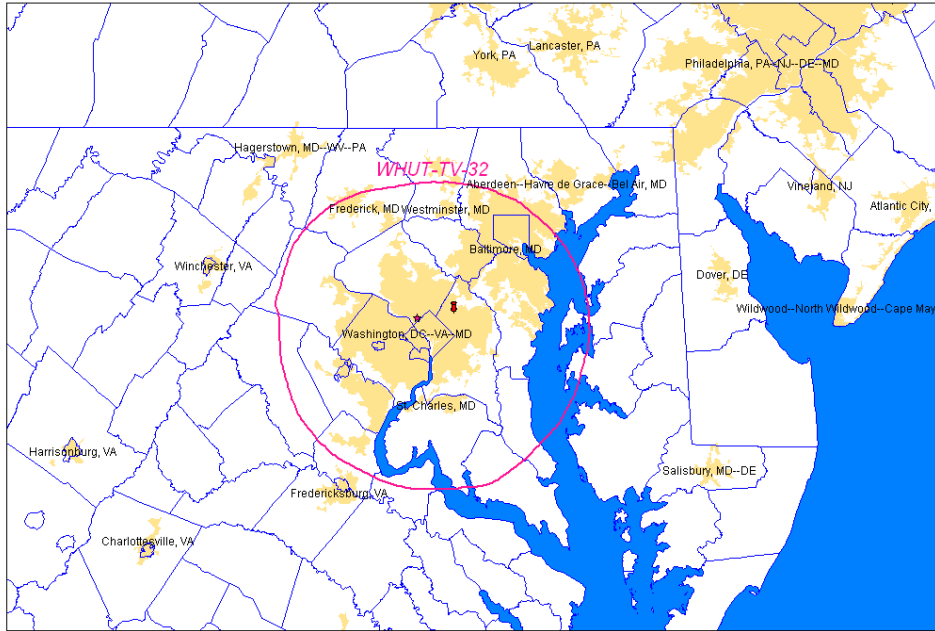 Lancaster, PA
York, PA
Philadelphia, PA--NJ--DE--MD
Hagerstown, MD--WV--PA
WHUT-TV-32
Aberdeen--Havre de Grace--Bel Air, MD
Vineland, NJ
Frederick, MD
Westminster, MD
Atlantic City,
Baltimore, MD
Winchester, VA
Dover, DE
Wildwood--North Wildwood--Cape May
Washington, DC--VA--MD
St. Charles, MD
Harrisonburg, VA
Salisbury, MD--DE
Fredericksburg, VA
Charlottesville, VA